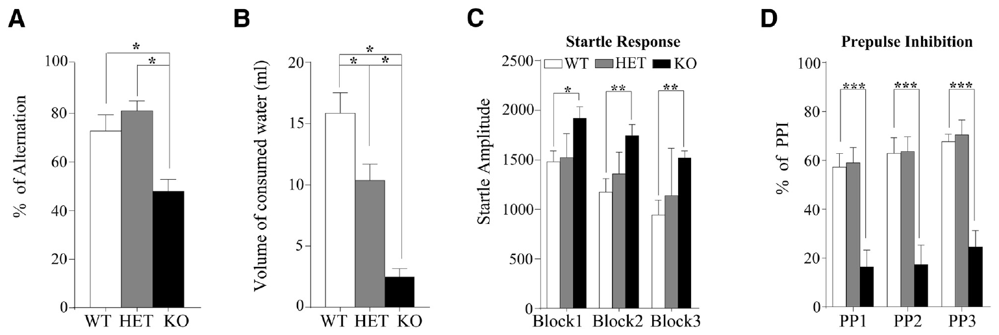 A
% of Alternation
100
80
60
40
20
0
*
*
WT HET KO
B
Volume of consumed water (ml)
20
15
10
5
0
*
* *
WT HET KO
C
Startle Response
WT HET KO
Startle Amplitude
2500
2000
1500
1000
500
0
* ** **
Block1 Block2 Block3
D
Prepulse Inhibition
% of PPI
100
80
60
40
20
0
*** *** ***
PP1 PP2 PP3